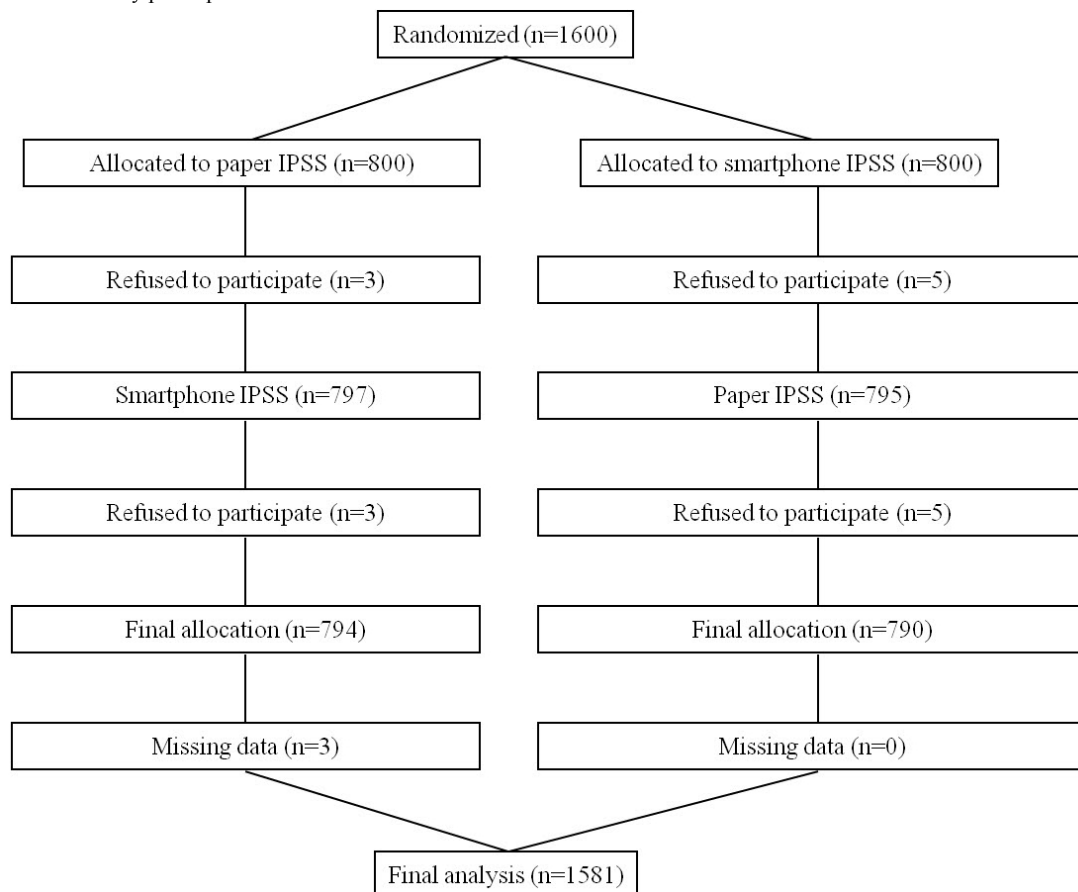 Randomized (n=1600)
Allocated to paper IPSS (n=800)
Allocated to smartphone IPSS (n=800)
Refused to participate (n=3)
Refused to participate (n=5)
Smartphone IPSS (n=797)
Paper IPSS (n=795)
Refused to participate (n=3)
Refused to participate (n=5)
Final allocation (n=794)
Final allocation (n=790)
Missing data (n=3)
Missing data (n=0)
Final analysis (n=1581)